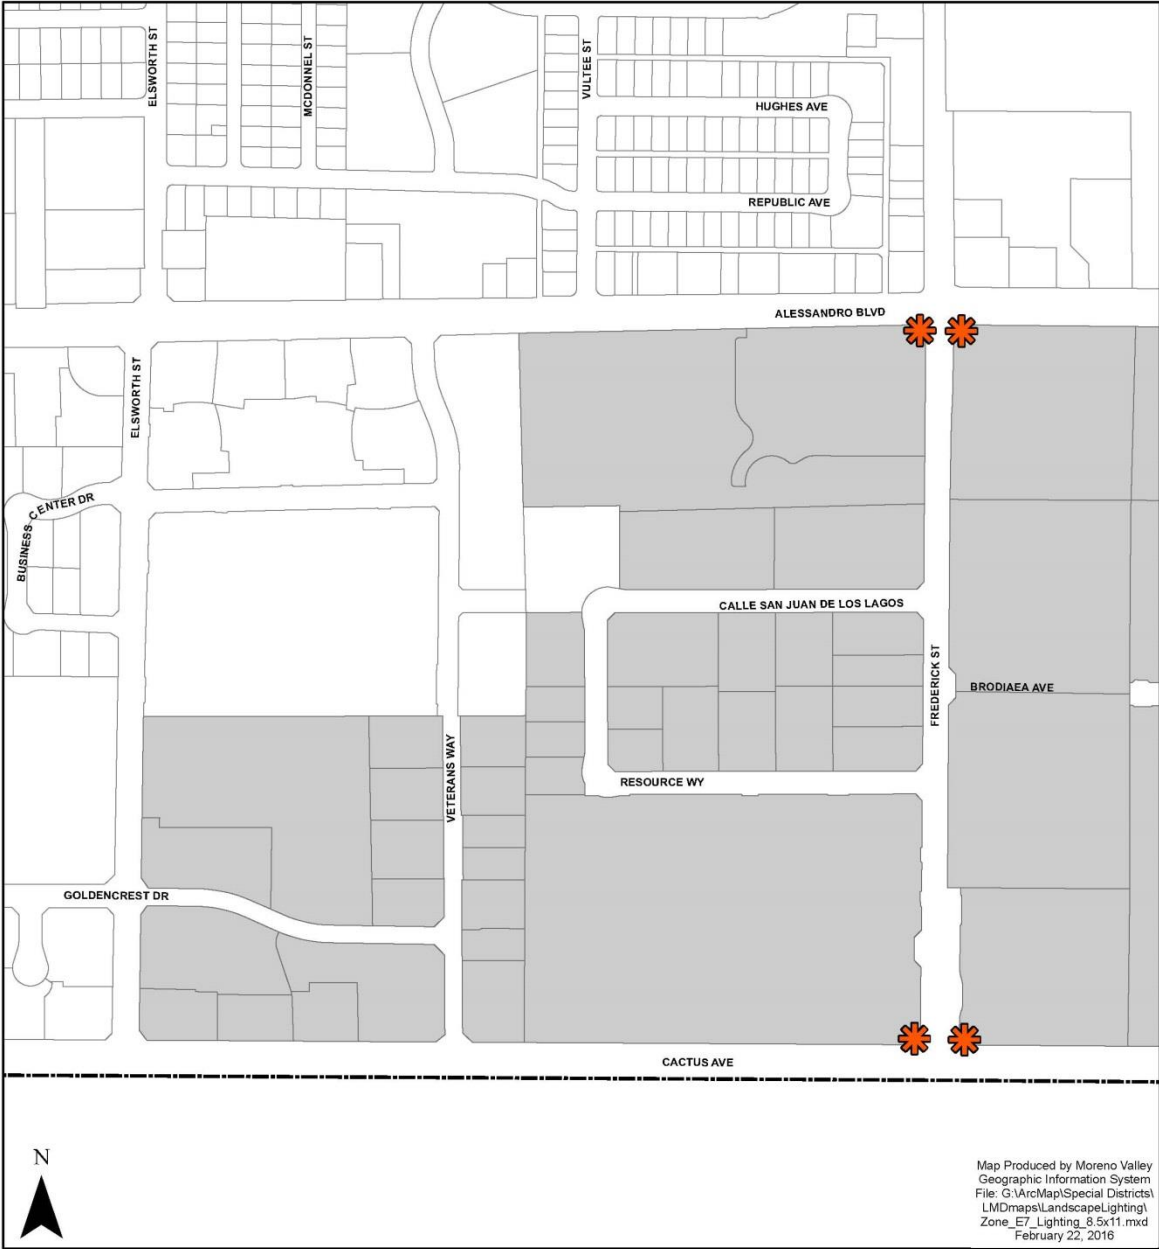 ELSWORTH ST
MCDONNEL ST
VULTEE ST
HUGHES AVE
REPUBLIC AVE
ALESSANDRO BLVD
ELSWORTH ST
BUSINESS CENTER DR
CALLE SAN JUAN DE LOS LAGOS
FREDERICK ST
BRODIAEA AVE
VETERANS WAY
RESOURCE WY
GOLDENCREST DR
CACTUS AVE
N
Map Produced by Moreno Valley
Geographic Information System
File: G:\ArcMap\Special Districts\
LMDmaps\LandscapeLighting\
Zone_E7_Lighting_8.5x11.mxd
February 22, 2016